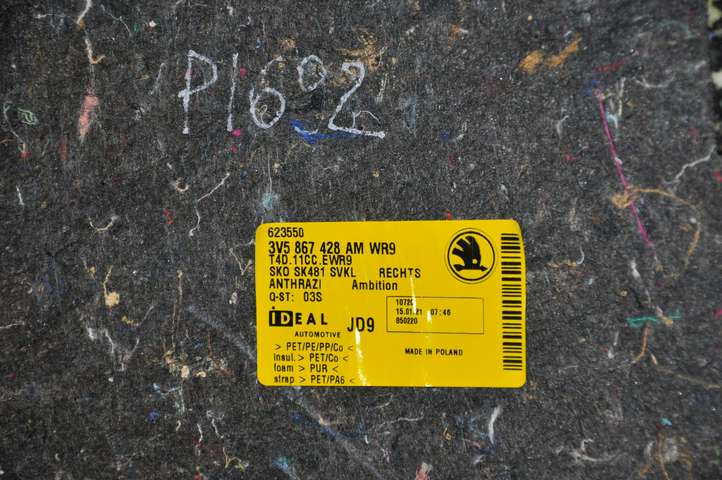 P1692
623550
3V5 867 428 AM WR9
T4D.11CC.EWR9
SKO SK481 SVKL RECHTS
ANTHRAZI Ambition
Q-ST: 03S
iDEAL
AUTOMOTIVE
JD9
10720
15.01.21 07:46
850220
MADE IN POLAND
> PET/PE/PP/Co <
insul.> PET/Co <
foam > PUR <
strap > PET/PA6 <